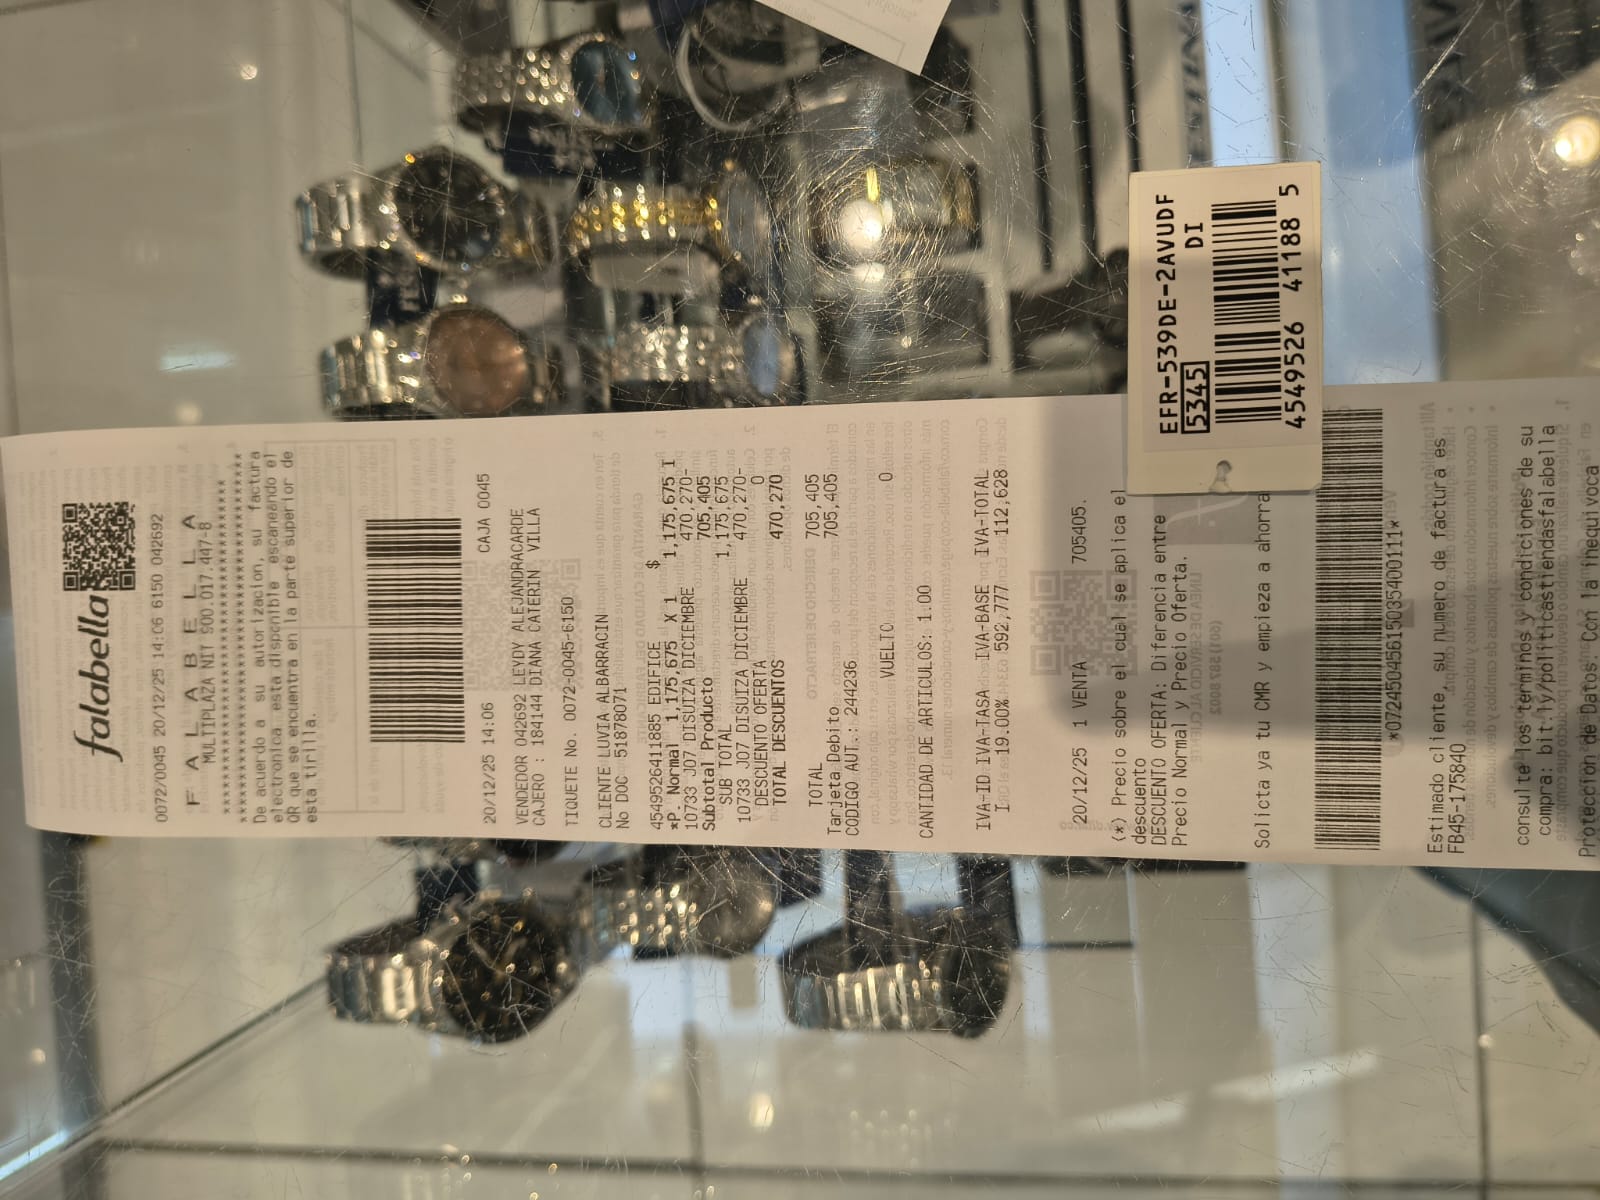 falabella
0072/0045 20/12/25 14:06 6150 042692
F A L A B E L L A
MULTIPLAZA NIT 900.017.447-8
De acuerdo a su autorizacion, su factura
electronica esta disponible escaneando el
QR que se encuentra en la parte superior de
esta tirilla.
20/12/25 14:06 CAJA 0045
VENDEDOR 042692 LEYDY ALEJANDRACARDE
CAJERO : 184144 DIANA CATERIN VILLA
TIQUETE No. 0072-0045-6150
CLIENTE LUVIA ALBARRACIN
No DOC 51878071
$
4549526411885 EDIFICE
*P. Normal 1,175,675 X 1 1,175,675 I
10733 J07 DISUIZA DICIEMBRE 470,270-
Subtotal Producto 705,405
SUB TOTAL 1,175,675
10733 J07 DISUIZA DICIEMBRE 470,270-
DESCUENTO OFERTA 0
TOTAL DESCUENTOS 470,270
TOTAL 705,405
Tarjeta Debito 705,405
CODIGO AUT.: 244236
VUELTO 0
CANTIDAD DE ARTICULOS: 1.00
IVA-ID IVA-TASA IVA-BASE IVA-TOTAL
I 19.00% 592,777 112,628
20/12/25 1 VENTA 705405.
(*) Precio sobre el cual se aplica el
descuento
DESCUENTO OFERTA: Diferencia entre
Precio Normal y Precio Oferta.
Solicta ya tu CMR y empieza a ahorra
*07245045615035400111*
Estimado cliente, su numero de factura es
FB45-175840
consulte los terminos y condiciones de su
compra: bit.ly/politicastiendasfalabella
Protección de Datos: Con la inequivoca
EFR-539DE-2AVUDF
5345 DI
4549526 41188 5